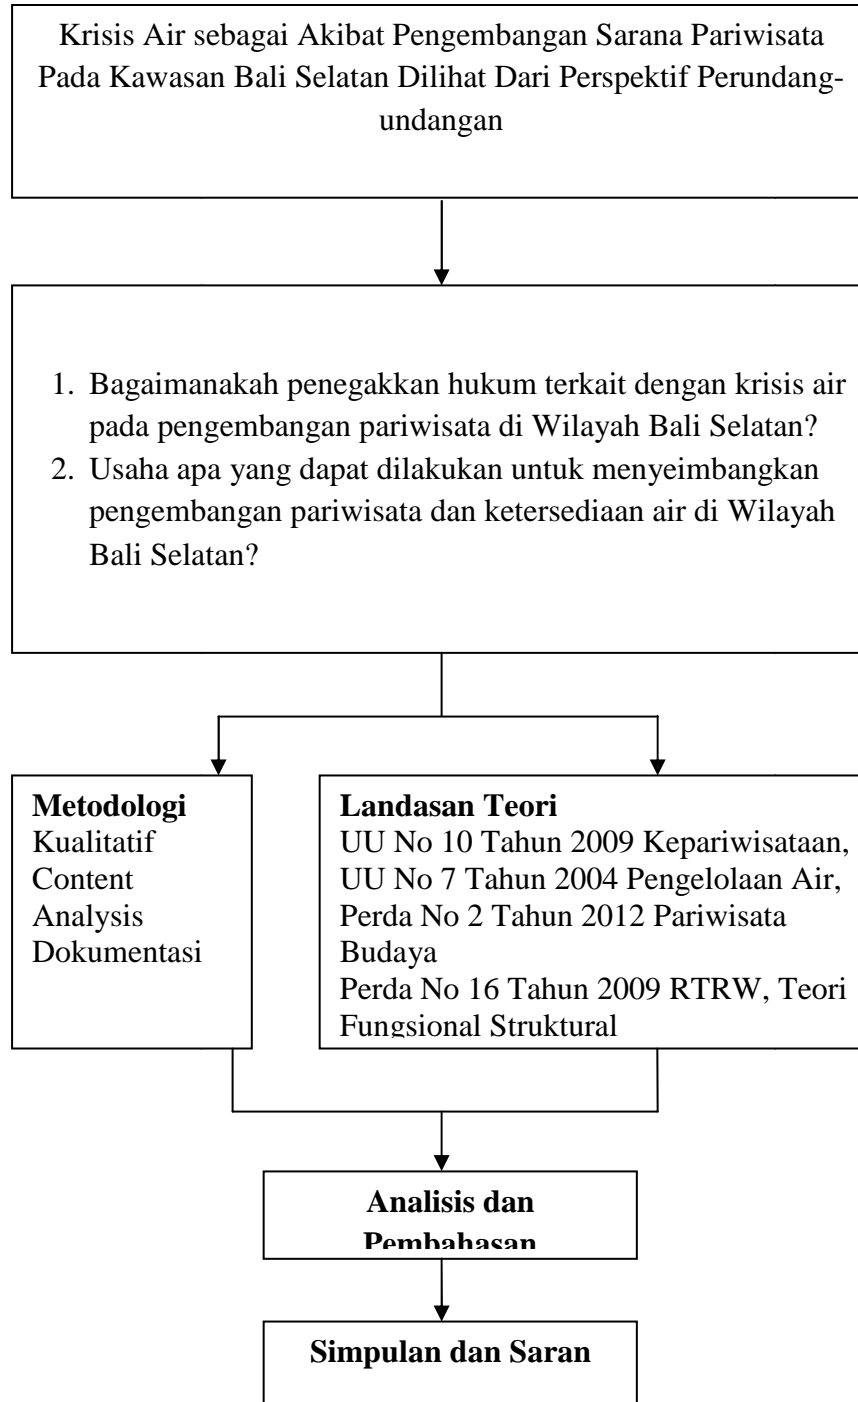 Krisis Air sebagai Akibat Pengembangan Sarana Pariwisata
Pada Kawasan Bali Selatan Dilihat Dari Perspektif Perundang-
undangan
1. Bagaimanakah penegakkan hukum terkait dengan krisis air
pada pengembangan pariwisata di Wilayah Bali Selatan?
2. Usaha apa yang dapat dilakukan untuk menyeimbangkan
pengembangan pariwisata dan ketersediaan air di Wilayah
Bali Selatan?
Metodologi
Kualitatif
Content
Analysis
Dokumentasi
Landasan Teori
UU No 10 Tahun 2009 Kepariwisataan,
UU No 7 Tahun 2004 Pengelolaan Air,
Perda No 2 Tahun 2012 Pariwisata
Budaya
Perda No 16 Tahun 2009 RTRW, Teori
Fungsional Struktural
Analisis dan
Pembahasan
Simpulan dan Saran